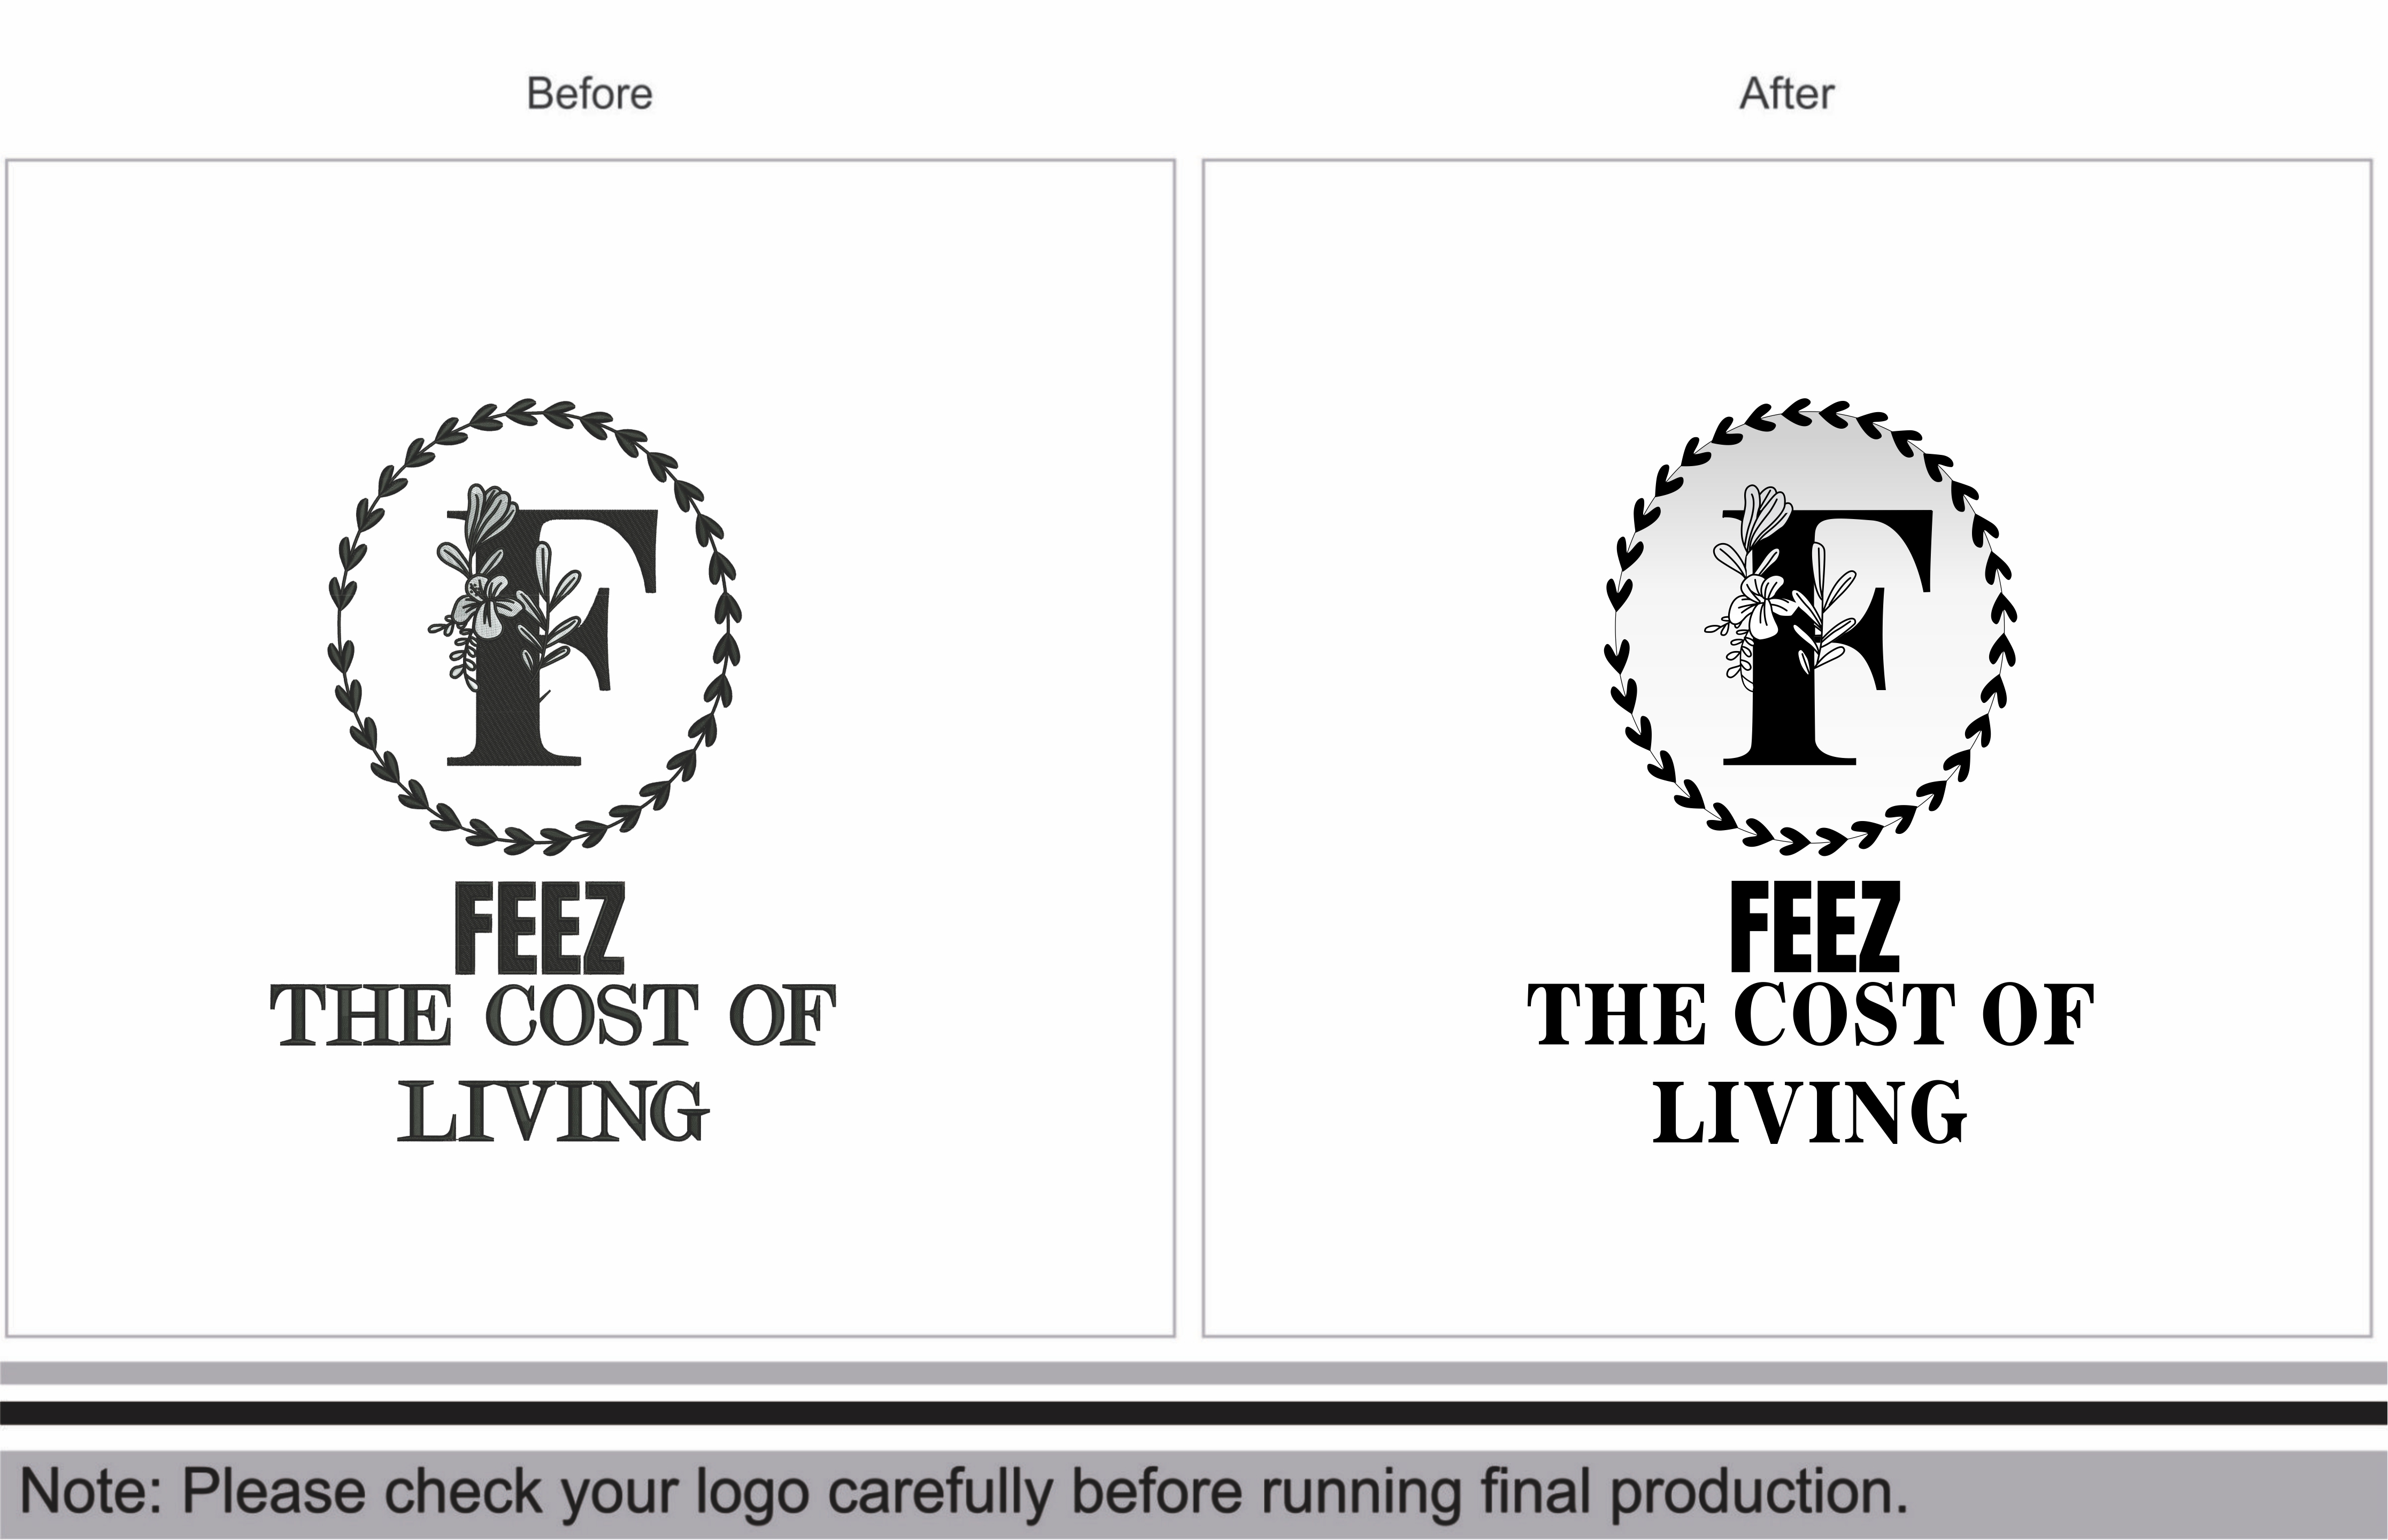 Before
After
F
FEEZ
THE COST OF
LIVING
F
FEEZ
THE COST OF
LIVING
Note: Please check your logo carefully before running final production.